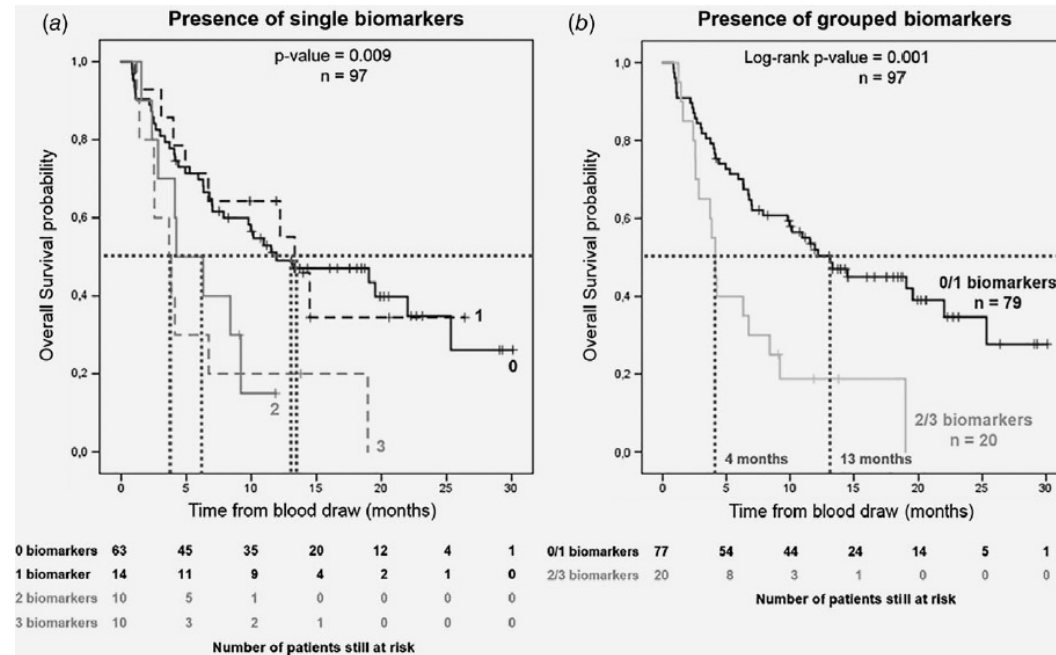 (a) Presence of single biomarkers
p-value = 0.009
n = 97
Overall Survival probability
1,0
0,8
0,6
0,4
0,2
0,0
1
0
2
3
0 5 10 15 20 25 30
Time from blood draw (months)
0 biomarkers 63 45 35 20 12 4 1
1 biomarker 14 11 9 4 2 1 0
2 biomarkers 10 5 1 0 0 0 0
3 biomarkers 10 3 2 1 0 0 0
Number of patients still at risk
(b) Presence of grouped biomarkers
Log-rank p-value = 0.001
n = 97
Overall Survival probability
1,0
0,8
0,6
0,4
0,2
0,0
0/1 biomarkers
n = 79
2/3 biomarkers
n = 20
4 months
13 months
0 5 10 15 20 25 30
Time from blood draw (months)
0/1 biomarkers 77 54 44 24 14 5 1
2/3 biomarkers 20 8 3 1 0 0 0
Number of patients still at risk